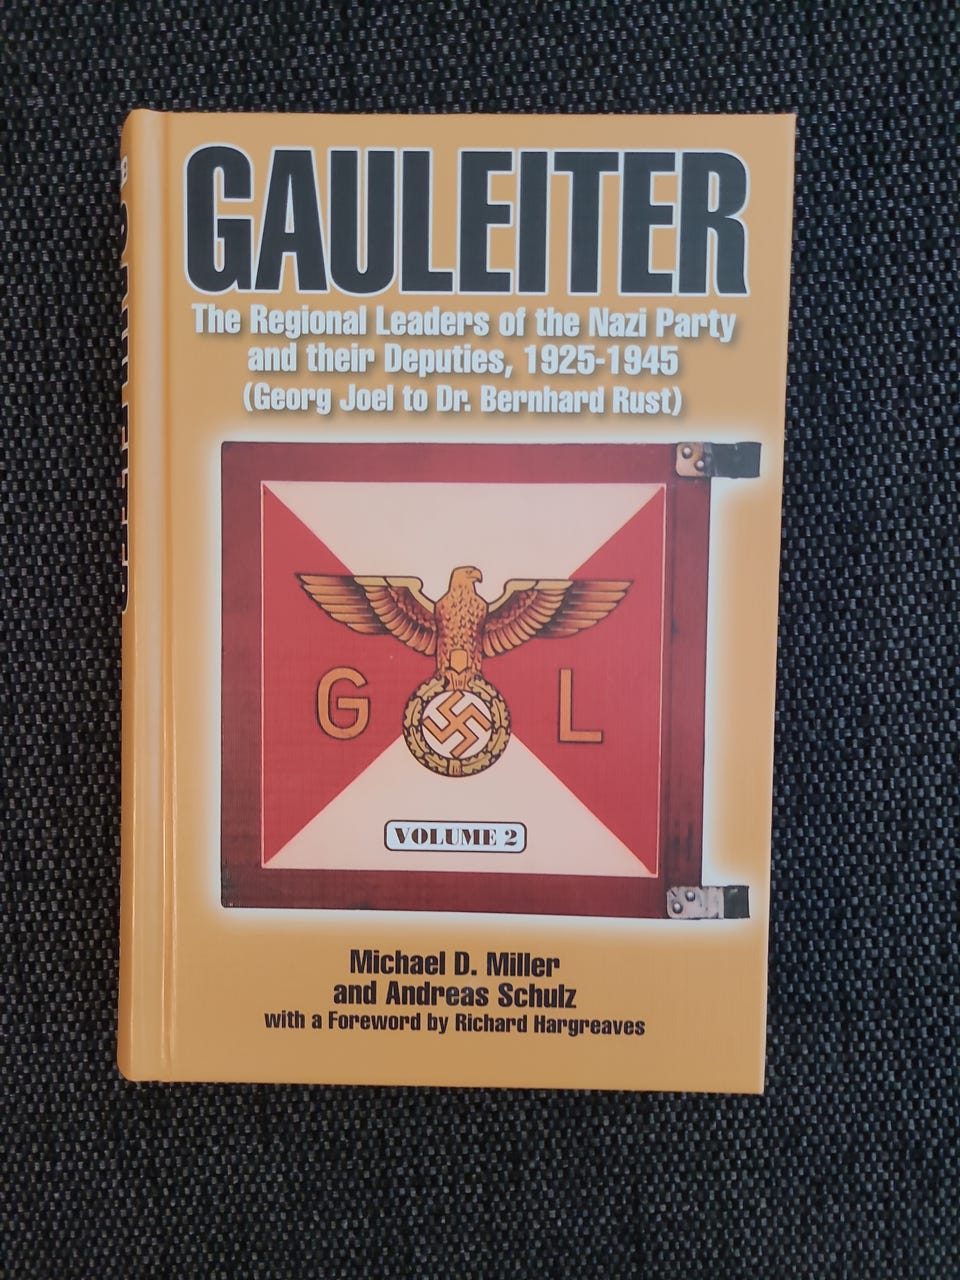 GAULEITER
The Regional Leaders of the Nazi Party
and their Deputies, 1925-1945
(Georg Joel to Dr. Bernhard Rust)
G L
VOLUME 2
Michael D. Miller
and Andreas Schulz
with a Foreword by Richard Hargreaves